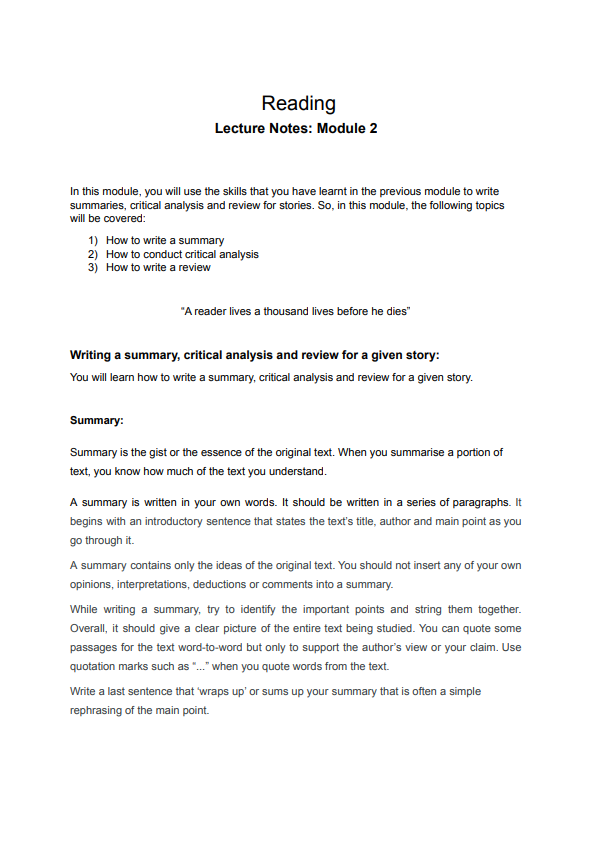 Reading
Lecture Notes: Module 2
In this module, you will use the skills that you have learnt in the previous module to write
summaries, critical analysis and review for stories. So, in this module, the following topics
will be covered:
1) How to write a summary
2) How to conduct critical analysis
3) How to write a review
“A reader lives a thousand lives before he dies”
Writing a summary, critical analysis and review for a given story:
You will learn how to write a summary, critical analysis and review for a given story.
Summary:
Summary is the gist or the essence of the original text. When you summarise a portion of
text, you know how much of the text you understand.
A summary is written in your own words. It should be written in a series of paragraphs. It
begins with an introductory sentence that states the text’s title, author and main point as you
go through it.
A summary contains only the ideas of the original text. You should not insert any of your own
opinions, interpretations, deductions or comments into a summary.
While writing a summary, try to identify the important points and string them together.
Overall, it should give a clear picture of the entire text being studied. You can quote some
passages for the text word-to-word but only to support the author’s view or your claim. Use
quotation marks such as “...” when you quote words from the text.
Write a last sentence that ‘wraps up’ or sums up your summary that is often a simple
rephrasing of the main point.